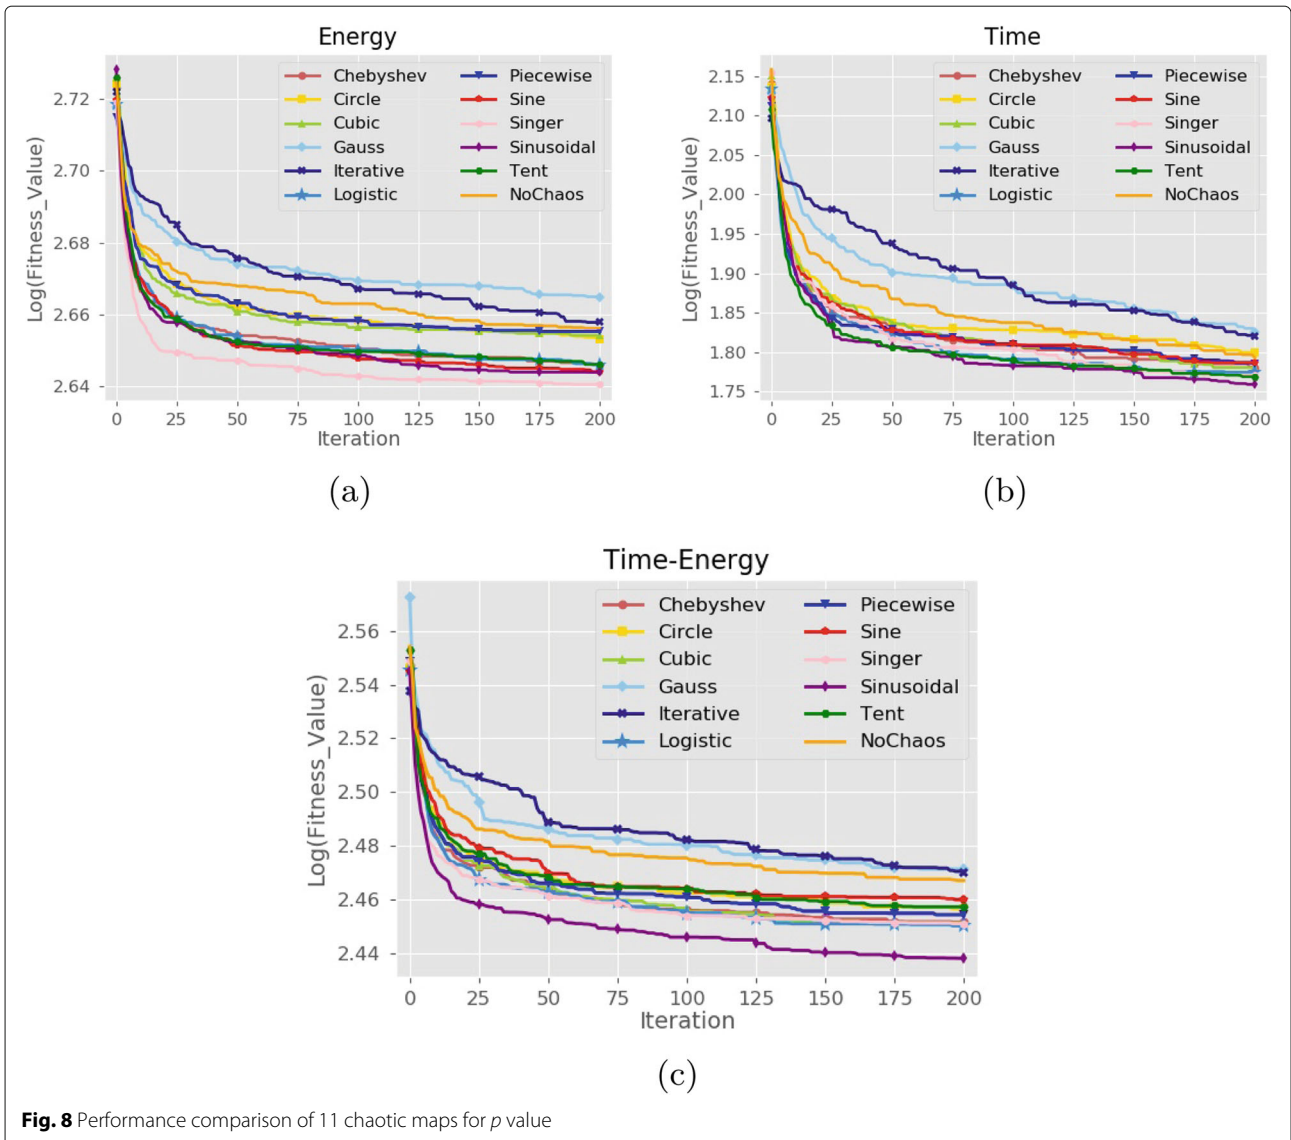 Energy
Log(Fitness_Value)
2.72
2.70
2.68
2.66
2.64
Chebyshev
Circle
Cubic
Gauss
Iterative
Logistic
Piecewise
Sine
Singer
Sinusoidal
Tent
NoChaos
0 25 50 75 100 125 150 175 200
Iteration
(a)
Time
Log(Fitness_Value)
2.15
2.10
2.05
2.00
1.95
1.90
1.85
1.80
1.75
Chebyshev
Circle
Cubic
Gauss
Iterative
Logistic
Piecewise
Sine
Singer
Sinusoidal
Tent
NoChaos
0 25 50 75 100 125 150 175 200
Iteration
(b)
Time-Energy
Log(Fitness_Value)
2.56
2.54
2.52
2.50
2.48
2.46
2.44
Chebyshev
Circle
Cubic
Gauss
Iterative
Logistic
Piecewise
Sine
Singer
Sinusoidal
Tent
NoChaos
0 25 50 75 100 125 150 175 200
Iteration
(c)
Fig. 8 Performance comparison of 11 chaotic maps for p value